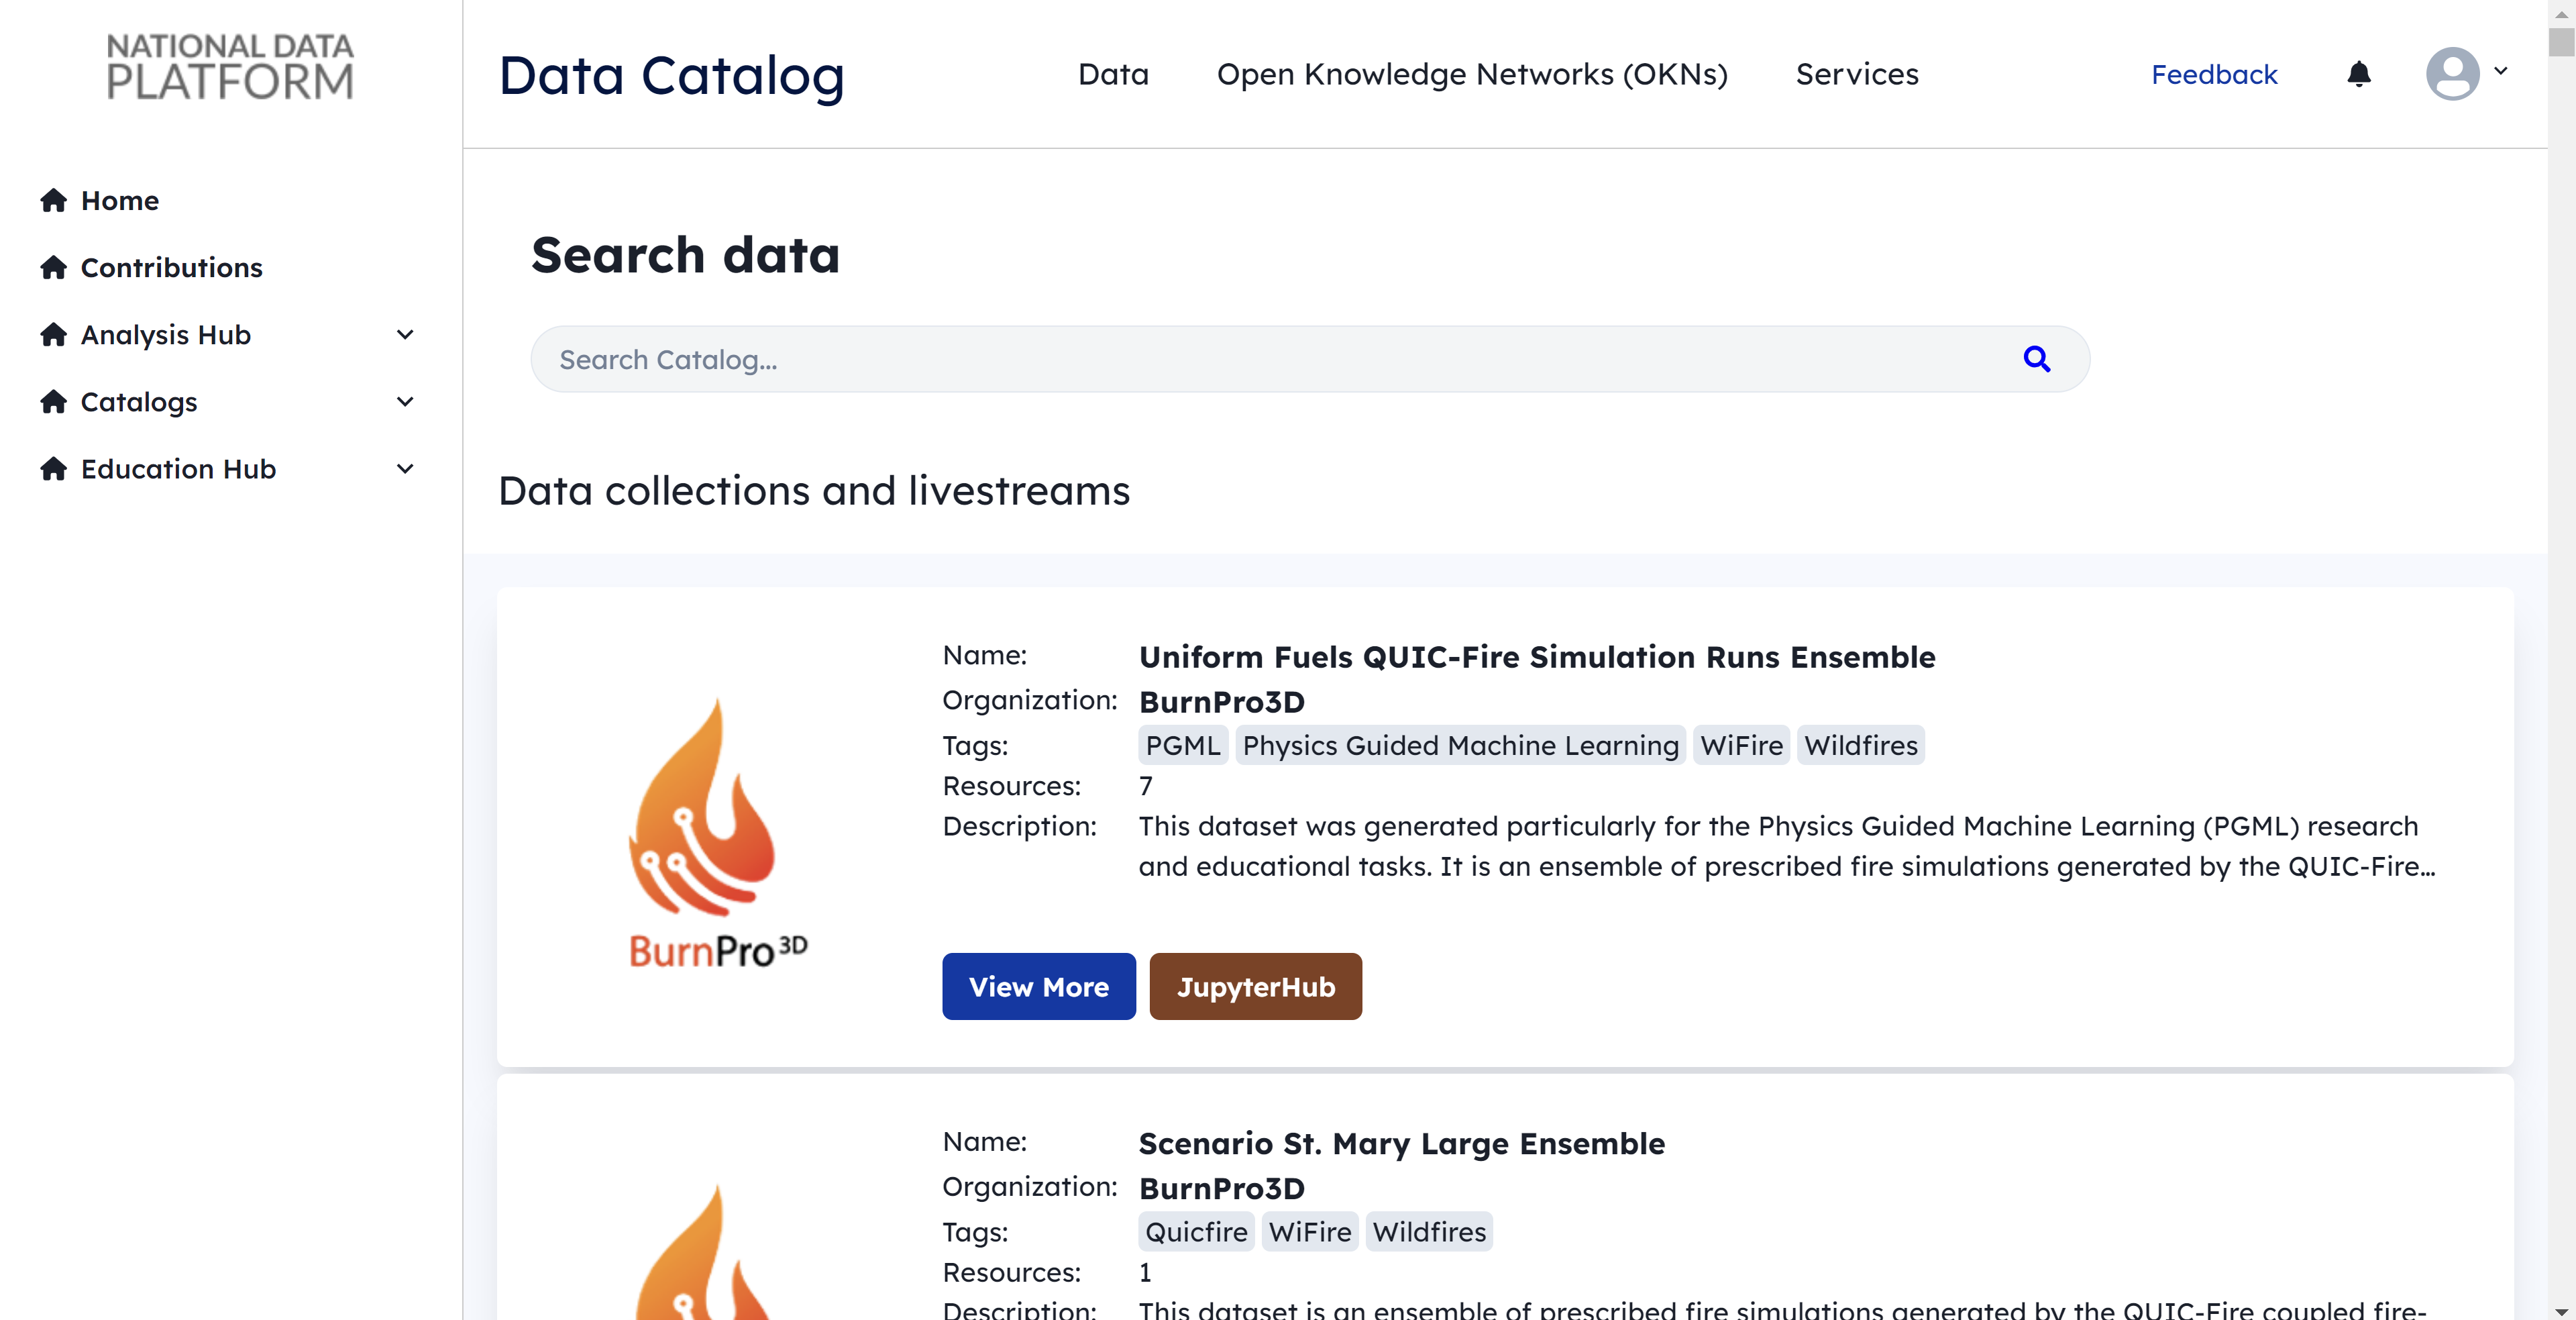 NATIONAL DATA
PLATFORM
Home
Contributions
Analysis Hub
Catalogs
Education Hub
Data Catalog
Data
Open Knowledge Networks (OKNs)
Services
Feedback
Search data
Search Catalog...
Data collections and livestreams
BurnPro3D
Name: Uniform Fuels QUIC-Fire Simulation Runs Ensemble
Organization: BurnPro3D
Tags: PGML Physics Guided Machine Learning WiFire Wildfires
Resources: 7
Description: This dataset was generated particularly for the Physics Guided Machine Learning (PGML) research
and educational tasks. It is an ensemble of prescribed fire simulations generated by the QUIC-Fire...
View More JupyterHub
Name: Scenario St. Mary Large Ensemble
Organization: BurnPro3D
Tags: Quicfire WiFire Wildfires
Resources: 1
Description: This dataset is an ensemble of prescribed fire simulations generated by the QUIC-Fire coupled fire-